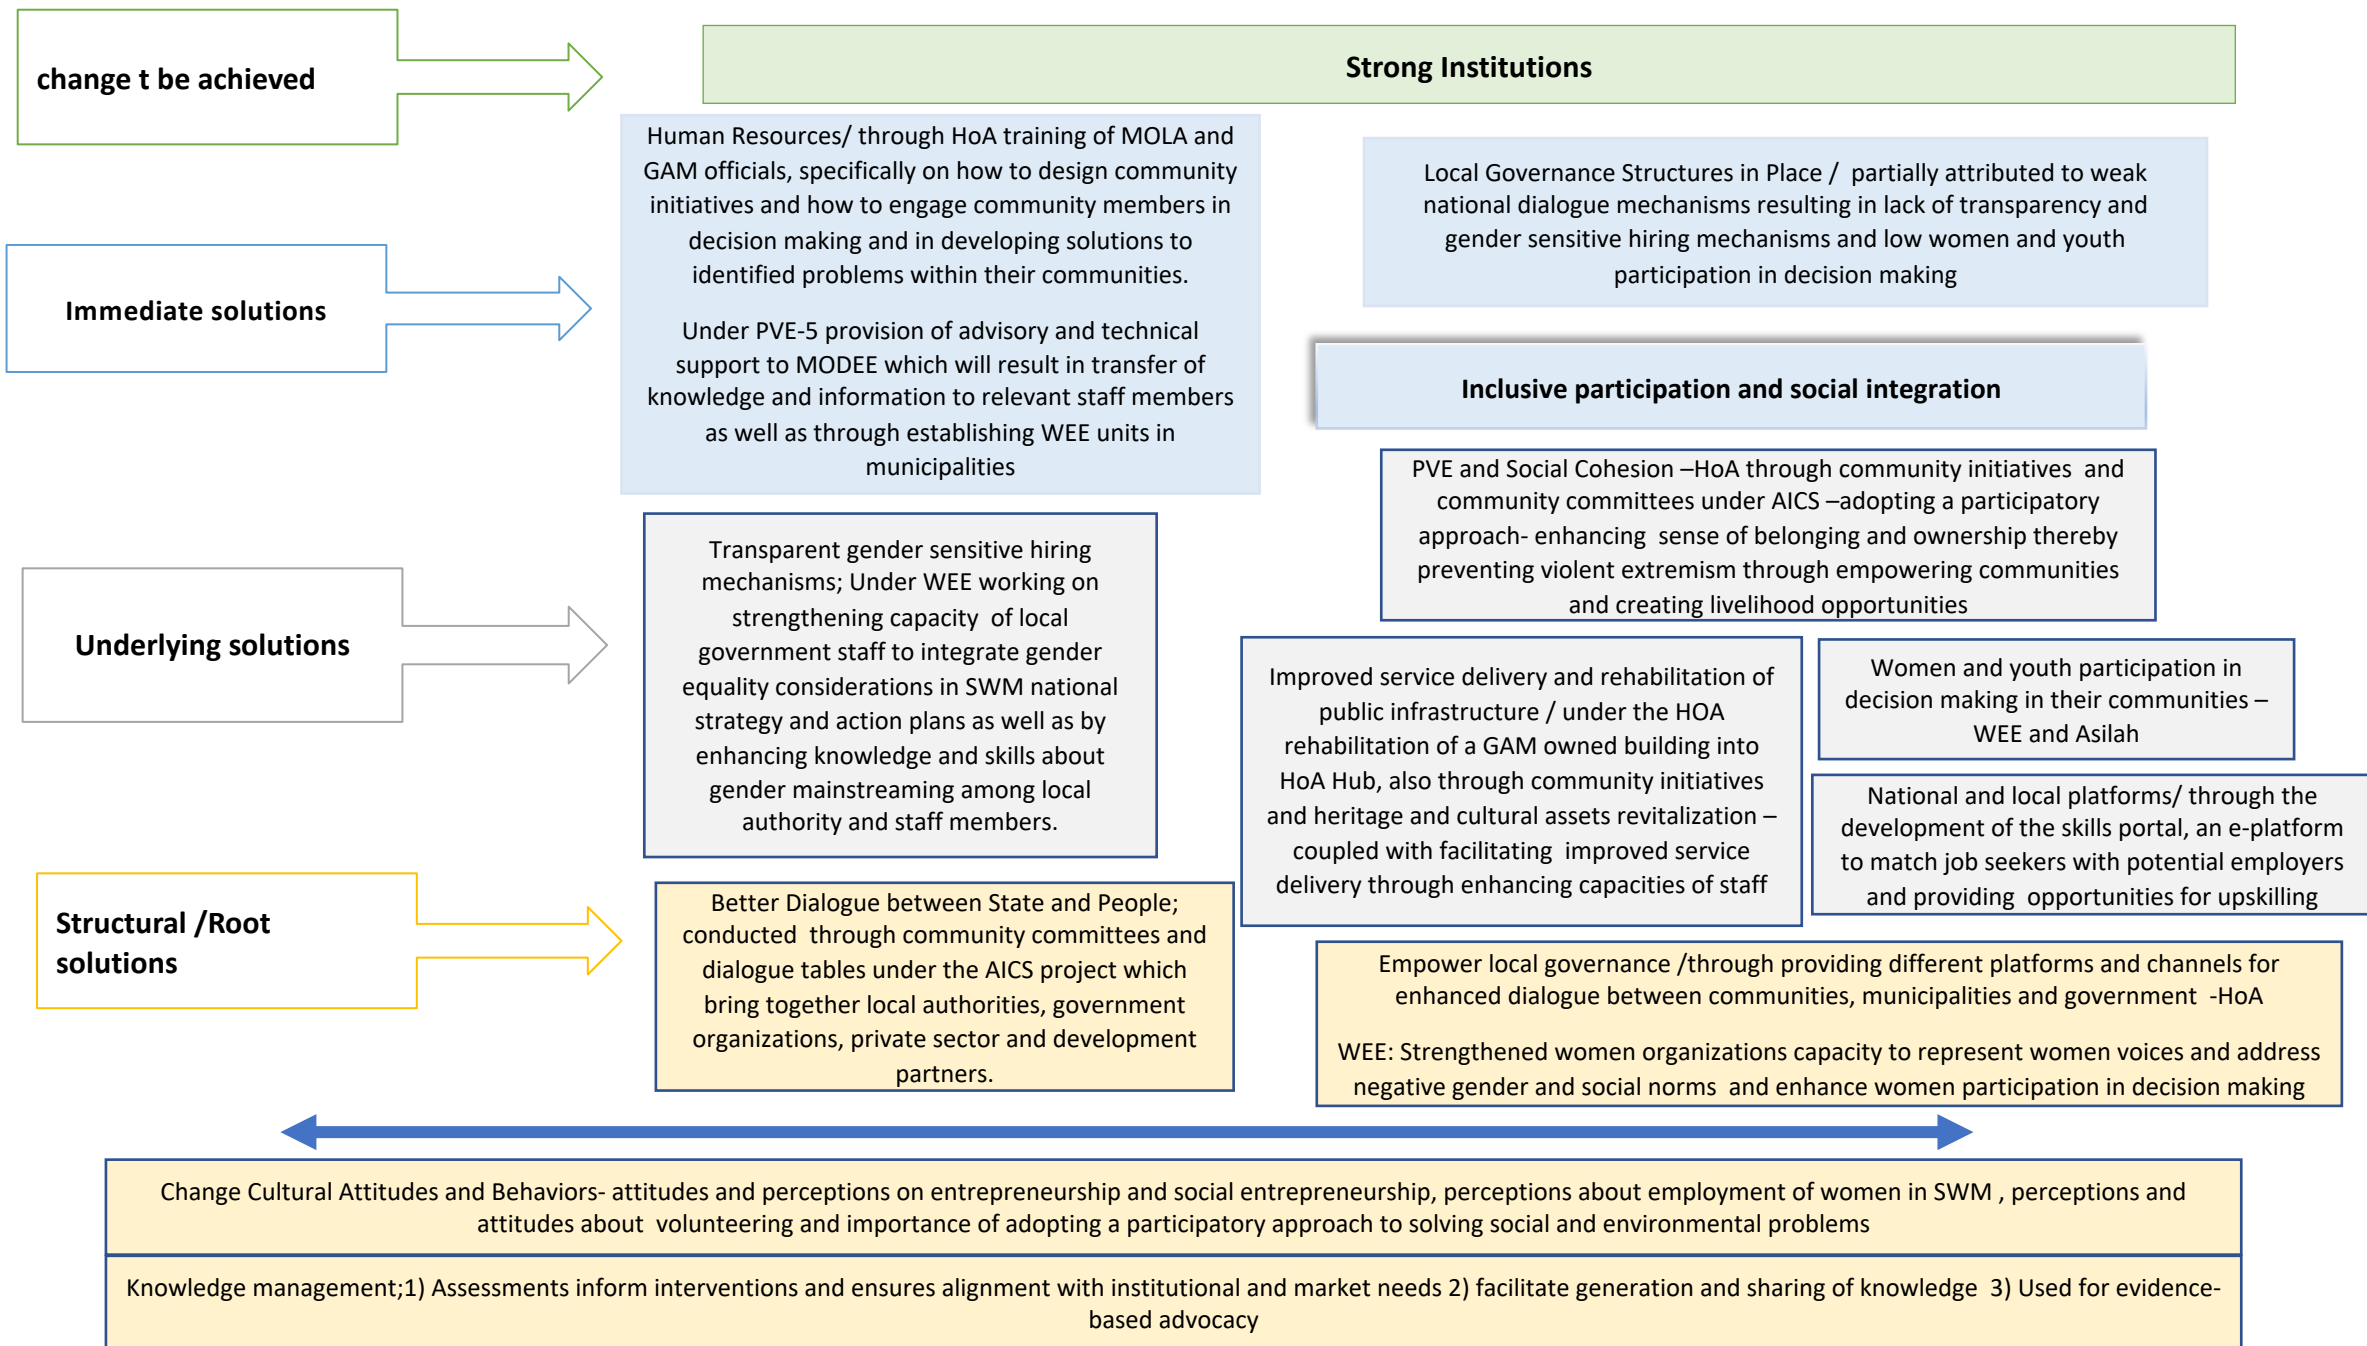 change t be achieved
Strong Institutions
Immediate solutions
Human Resources/ through HoA training of MOLA and
GAM officials, specifically on how to design community
initiatives and how to engage community members in
decision making and in developing solutions to
identified problems within their communities.
Under PVE-5 provision of advisory and technical
support to MODEE which will result in transfer of
knowledge and information to relevant staff members
as well as through establishing WEE units in
municipalities
Local Governance Structures in Place / partially attributed to weak
national dialogue mechanisms resulting in lack of transparency and
gender sensitive hiring mechanisms and low women and youth
participation in decision making
Inclusive participation and social integration
Underlying solutions
Transparent gender sensitive hiring
mechanisms; Under WEE working on
strengthening capacity of local
government staff to integrate gender
equality considerations in SWM national
strategy and action plans as well as by
enhancing knowledge and skills about
gender mainstreaming among local
authority and staff members.
PVE and Social Cohesion –HoA through community initiatives and
community committees under AICS –adopting a participatory
approach- enhancing sense of belonging and ownership thereby
preventing violent extremism through empowering communities
and creating livelihood opportunities
Improved service delivery and rehabilitation of
public infrastructure / under the HOA
rehabilitation of a GAM owned building into
HoA Hub, also through community initiatives
and heritage and cultural assets revitalization –
coupled with facilitating improved service
delivery through enhancing capacities of staff
Women and youth participation in
decision making in their communities –
WEE and Asilah
National and local platforms/ through the
development of the skills portal, an e-platform
to match job seekers with potential employers
and providing opportunities for upskilling
Structural /Root
solutions
Better Dialogue between State and People;
conducted through community committees and
dialogue tables under the AICS project which
bring together local authorities, government
organizations, private sector and development
partners.
Empower local governance /through providing different platforms and channels for
enhanced dialogue between communities, municipalities and government -HoA
WEE: Strengthened women organizations capacity to represent women voices and address
negative gender and social norms and enhance women participation in decision making
Change Cultural Attitudes and Behaviors- attitudes and perceptions on entrepreneurship and social entrepreneurship, perceptions about employment of women in SWM , perceptions and
attitudes about volunteering and importance of adopting a participatory approach to solving social and environmental problems
Knowledge management;1) Assessments inform interventions and ensures alignment with institutional and market needs 2) facilitate generation and sharing of knowledge 3) Used for evidence-
based advocacy